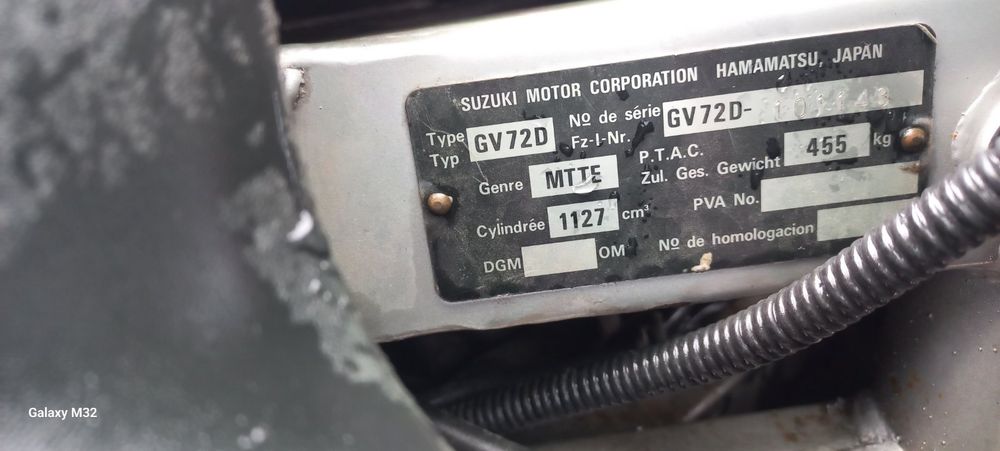 SUZUKI MOTOR CORPORATION HAMAMATSU, JAPAN
Type Typ GV72D Nº de série Fz-I-Nr. GV72D-
Genre MTTE P.T.A.C. Zul. Ges. Gewicht 455 kg
Cylindrée 1127 cm³ PVA No.
DGM OM Nº de homologacion
Galaxy M32